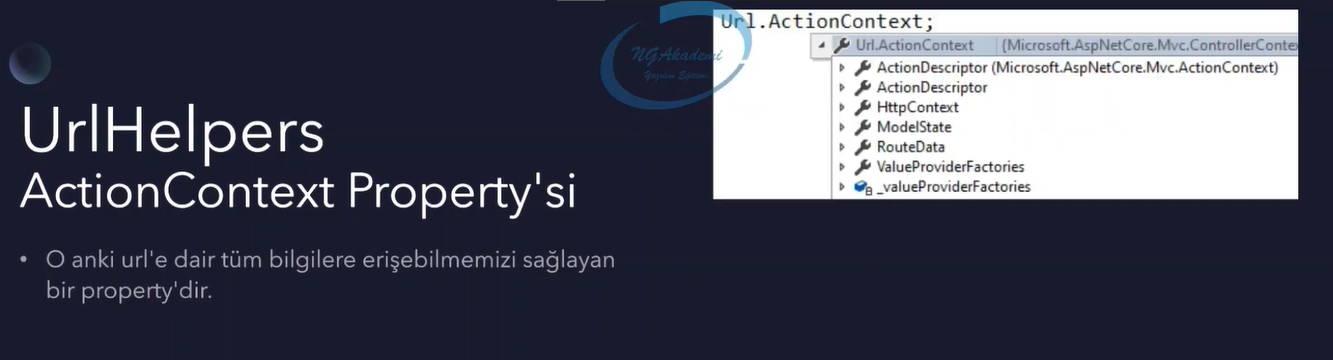 UrlHelpers
ActionContext Property'si
• O anki url'e dair tüm bilgilere erişebilmemizi sağlayan
bir property'dir.
NGAkademi
Yazılım Eğitimi
Url.ActionContext;
Url.ActionContext {Microsoft.AspNetCore.Mvc.ControllerContex
ActionDescriptor (Microsoft.AspNetCore.Mvc.ActionContext)
ActionDescriptor
HttpContext
ModelState
RouteData
ValueProviderFactories
_valueProviderFactories